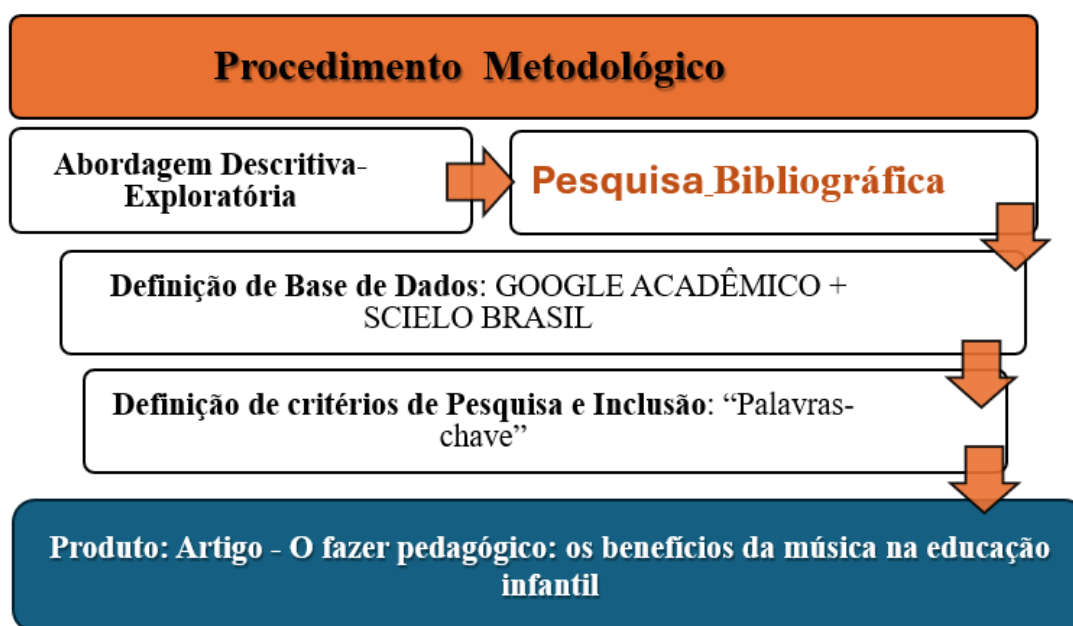 Procedimento Metodológico
Abordagem Descritiva-
Exploratória
Pesquisa Bibliográfica
Definição de Base de Dados: GOOGLE ACADÊMICO +
SCIELO BRASIL
Definição de critérios de Pesquisa e Inclusão: “Palavras-
chave”
Produto: Artigo - O fazer pedagógico: os benefícios da música na educação
infantil